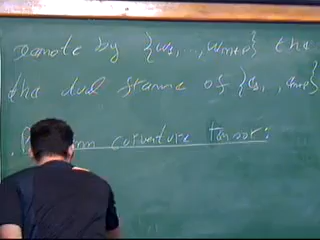 Denote by {ω₁, .., ωm+p} the
the dual frame of {e₁, .., em+p}
curvature tensor: